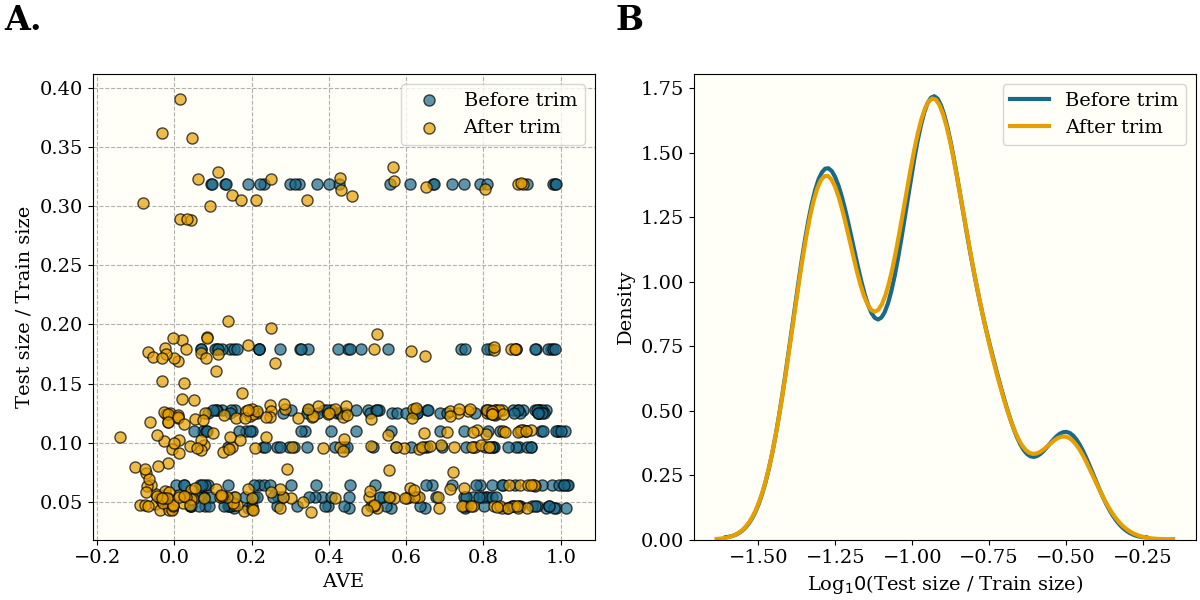 A.
B
Before trim
After trim
Before trim
After trim
0.40
0.35
0.30
0.25
0.20
0.15
0.10
0.05
Test size / Train size
−0.2
0.0
0.2
0.4
0.6
0.8
1.0
AVE
1.75
1.50
1.25
1.00
0.75
0.50
0.25
0.00
Density
−1.50
−1.25
−1.00
−0.75
−0.50
−0.25
Log₁0(Test size / Train size)